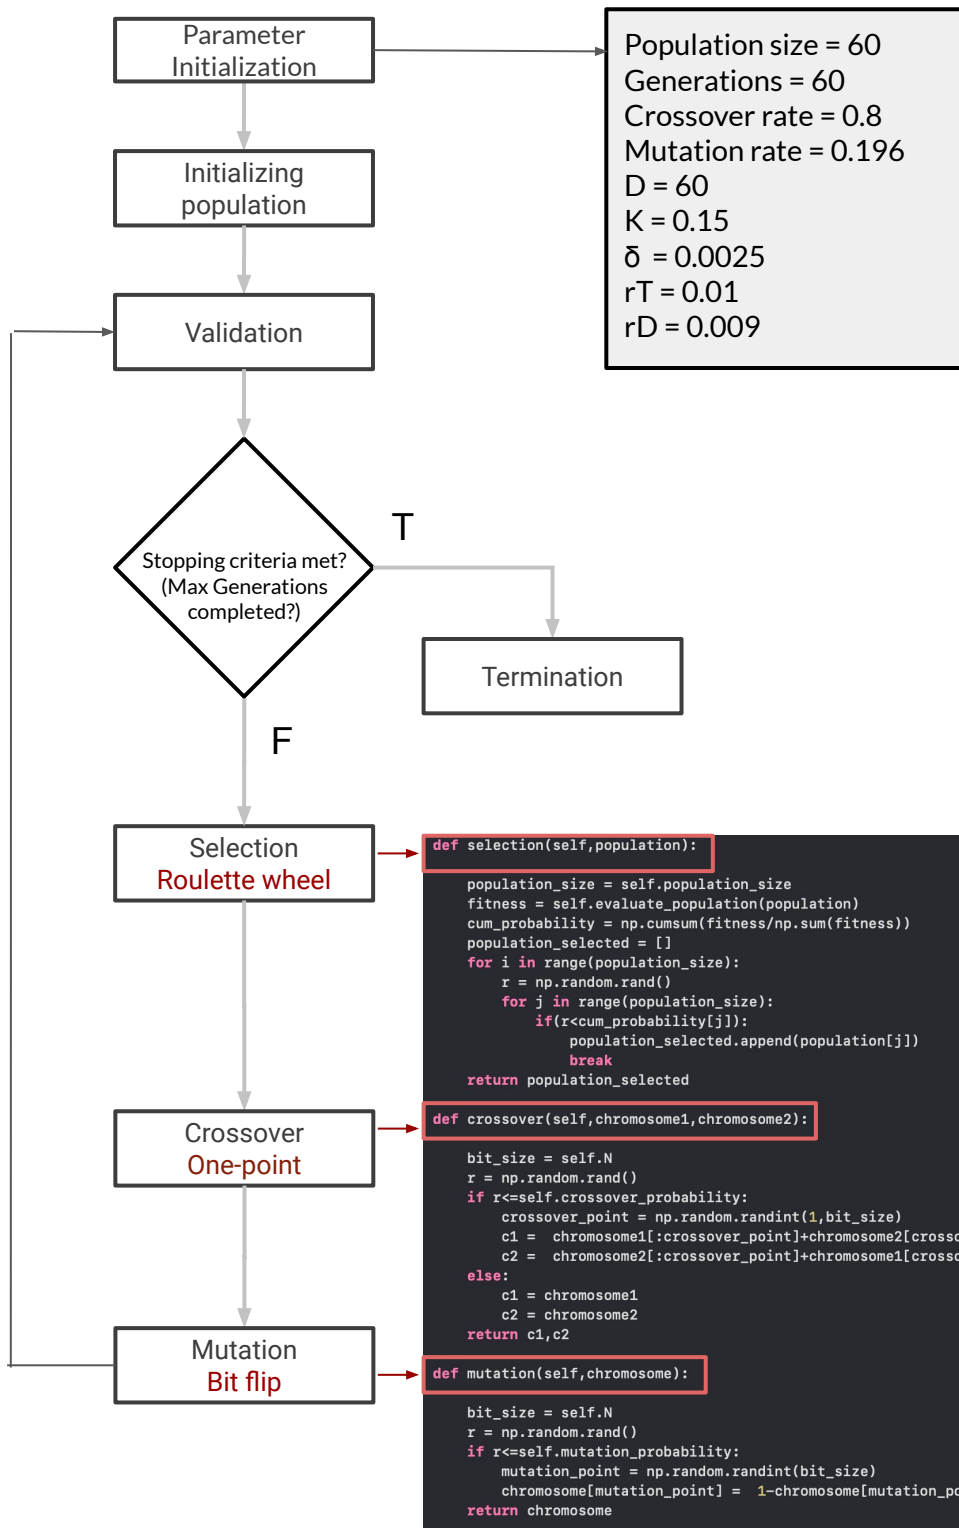 Parameter
Initialization
Population size = 60
Generations = 60
Crossover rate = 0.8
Mutation rate = 0.196
D = 60
K = 0.15
δ = 0.0025
rT = 0.01
rD = 0.009
Initializing
population
Validation
Stopping criteria met?
(Max Generations
completed?)
T
Termination
F
Selection
Roulette wheel
def selection(self,population):
population_size = self.population_size
fitness = self.evaluate_population(population)
cum_probability = np.cumsum(fitness/np.sum(fitness))
population_selected = []
for i in range(population_size):
r = np.random.rand()
for j in range(population_size):
if(r<cum_probability[j]):
population_selected.append(population[j])
break
return population_selected
Crossover
One-point
def crossover(self,chromosome1,chromosome2):
bit_size = self.N
r = np.random.rand()
if r<=self.crossover_probability:
crossover_point = np.random.randint(1,bit_size)
c1 =  chromosome1[:crossover_point]+chromosome2[crosso
c2 =  chromosome2[:crossover_point]+chromosome1[crosso
else:
c1 = chromosome1
c2 = chromosome2
return c1,c2
Mutation
Bit flip
def mutation(self,chromosome):
bit_size = self.N
r = np.random.rand()
if r<=self.mutation_probability:
mutation_point = np.random.randint(bit_size)
chromosome[mutation_point] =  1-chromosome[mutation_po
return chromosome